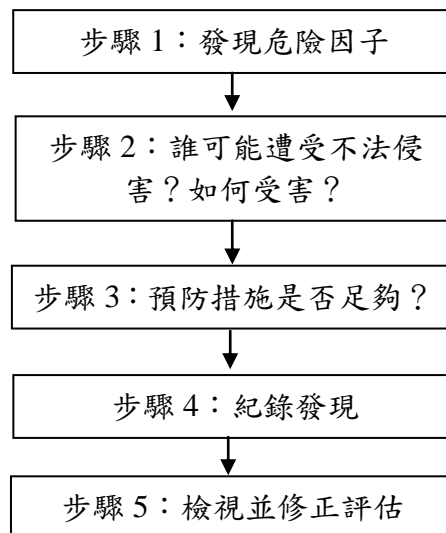 步驟 1：發現危險因子
步驟 2：誰可能遭受不法侵
害？如何受害？
步驟 3：預防措施是否足夠？
步驟 4：紀錄發現
步驟 5：檢視並修正評估